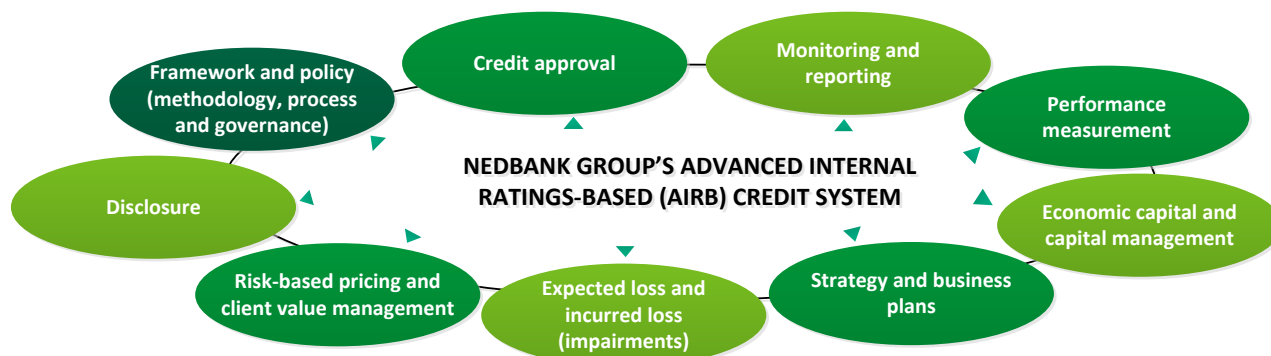 Framework and policy
(methodology, process
and governance)
Credit approval
Monitoring and
reporting
Performance
measurement
NEDBANK GROUP’S ADVANCED INTERNAL
RATINGS-BASED (AIRB) CREDIT SYSTEM
Disclosure
Economic capital and
capital management
Risk-based pricing and
client value management
Expected loss and
incurred loss
(impairments)
Strategy and business
plans